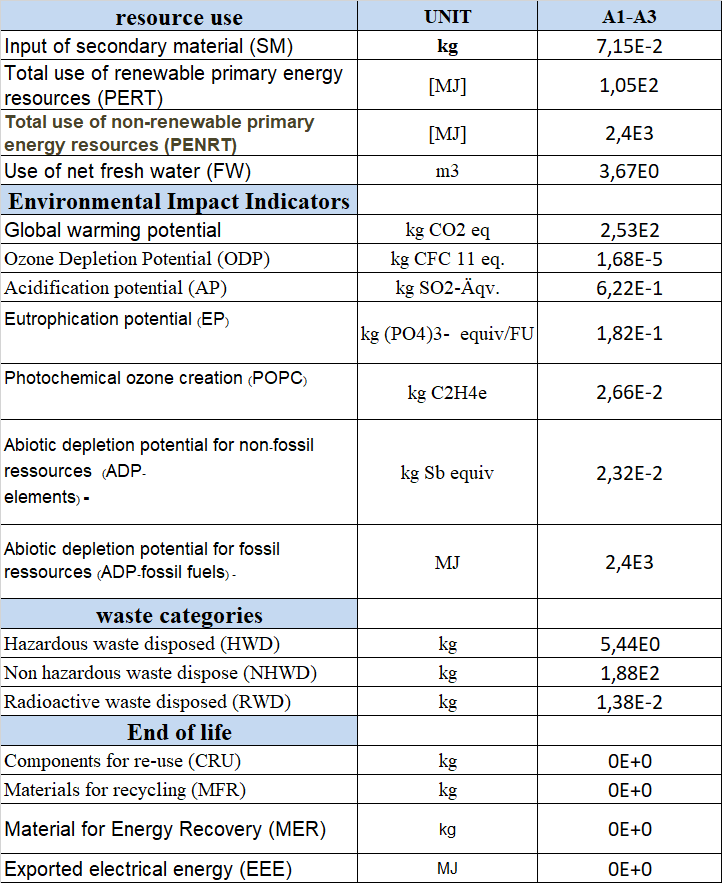 resource use UNIT A1-A3
Input of secondary material (SM) kg 7,15E-2
Total use of renewable primary energy
resources (PERT) [MJ] 1,05E2
Total use of non-renewable primary
energy resources (PENRT) [MJ] 2,4E3
Use of net fresh water (FW) m3 3,67E0
Environmental Impact Indicators
Global warming potential kg CO2 eq 2,53E2
Ozone Depletion Potential (ODP) kg CFC 11 eq. 1,68E-5
Acidification potential (AP) kg SO2-Äqv. 6,22E-1
Eutrophication potential (EP)
kg (PO4)3- equiv/FU 1,82E-1
Photochemical ozone creation (POPC)
kg C2H4e 2,66E-2
Abiotic depletion potential for non-fossil
ressources (ADP-
elements) - kg Sb equiv 2,32E-2
Abiotic depletion potential for fossil
ressources (ADP-fossil fuels) - MJ 2,4E3
waste categories
Hazardous waste disposed (HWD) kg 5,44E0
Non hazardous waste dispose (NHWD) kg 1,88E2
Radioactive waste disposed (RWD) kg 1,38E-2
End of life
Components for re-use (CRU) kg 0E+0
Materials for recycling (MFR) kg 0E+0
Material for Energy Recovery (MER) kg 0E+0
Exported electrical energy (EEE) MJ 0E+0